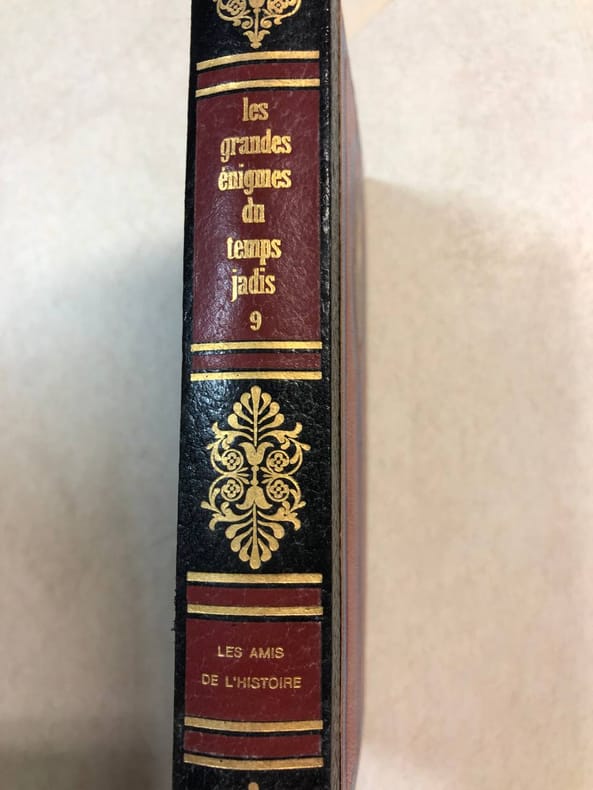 les
grandes
énigmes
du
temps
jadis
9
LES AMIS
DE L'HISTOIRE